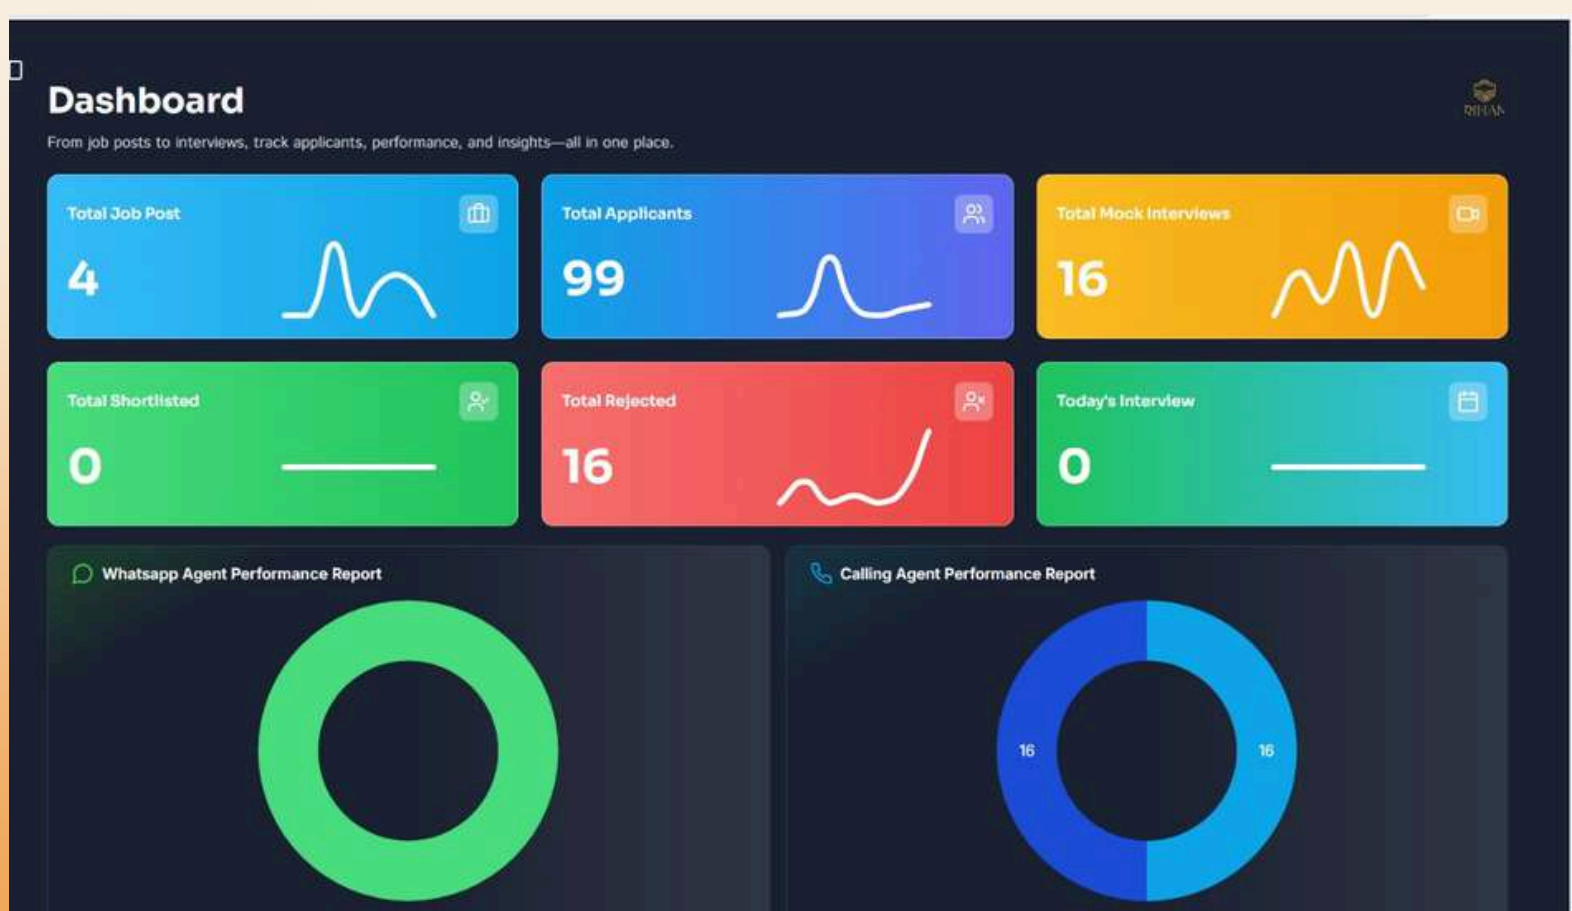 Dashboard
RIHAN
From job posts to interviews, track applicants, performance, and insights—all in one place.
Total Job Post
4
Total Applicants
99
Total Mock Interviews
16
Total Shortlisted
0
Total Rejected
16
Today's Interview
0
Whatsapp Agent Performance Report
Calling Agent Performance Report
16
16